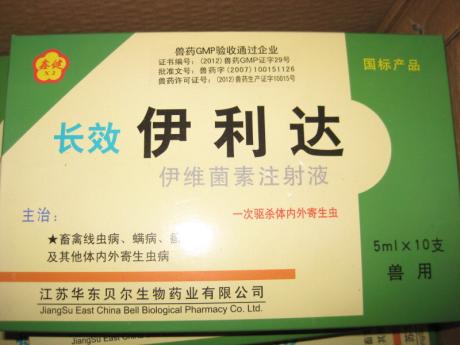 鑫健
XJ
兽药GMP验收通过企业
证书编号：(2012)兽药GMP证字29号
批准文号：兽药字(2007)100151126
兽药许可证号：(2012)兽药生产证字10015号
国标产品
长效 伊利达
伊维菌素注射液
主治：
一次驱杀体内外寄生虫
★畜禽线虫病、螨病、
及其他体内外寄生虫病
5ml×10支
兽用
江苏华东贝尔生物药业有限公司
JiangSu East China Bell Biological Pharmacy Co. Ltd.